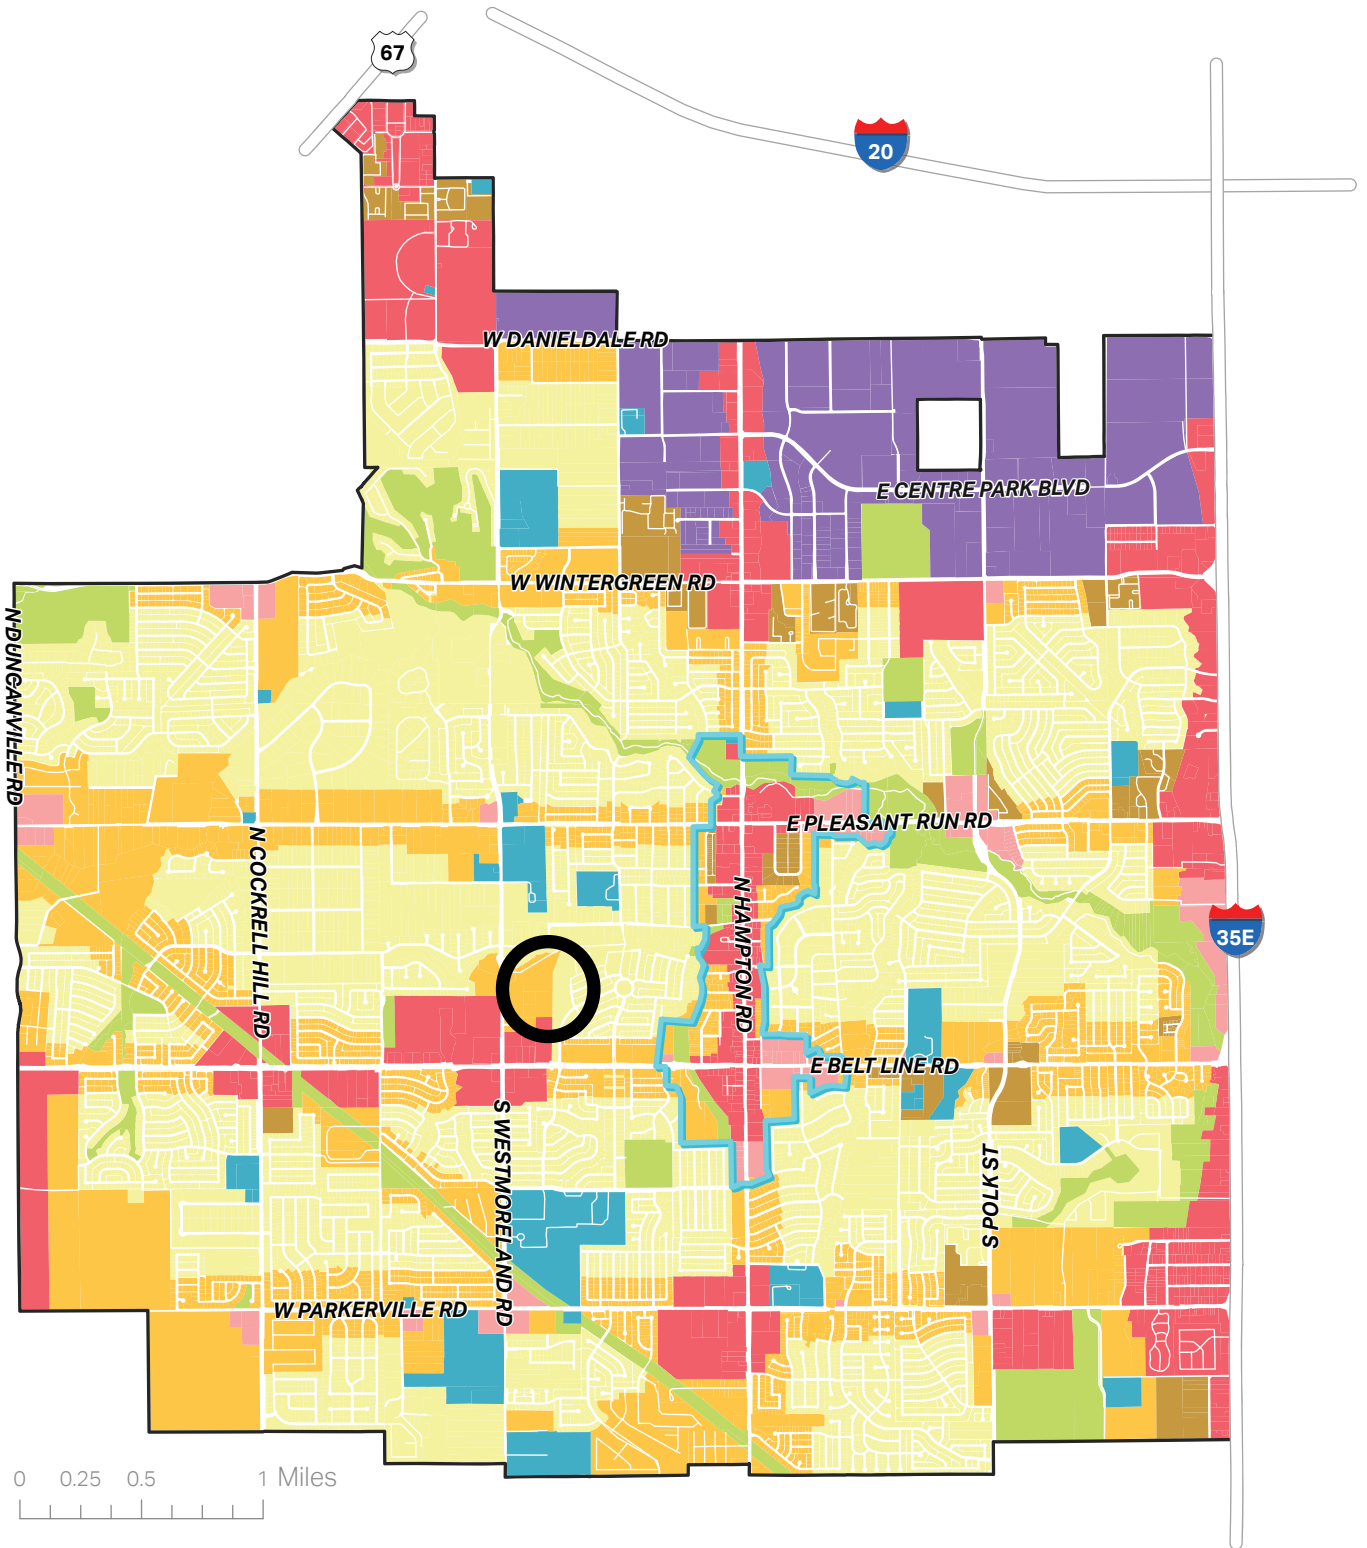 67
20
W DANIELDALE RD
E CENTRE PARK BLVD
W WINTERGREEN RD
N DUNCANVILLE RD
E PLEASANT RUN RD
N COCKRELL HILL RD
N HAMPTON RD
35E
E BELT LINE RD
S WESTMORELAND RD
S POLK ST
W PARKERVILLE RD
0 0.25 0.5 1 Miles